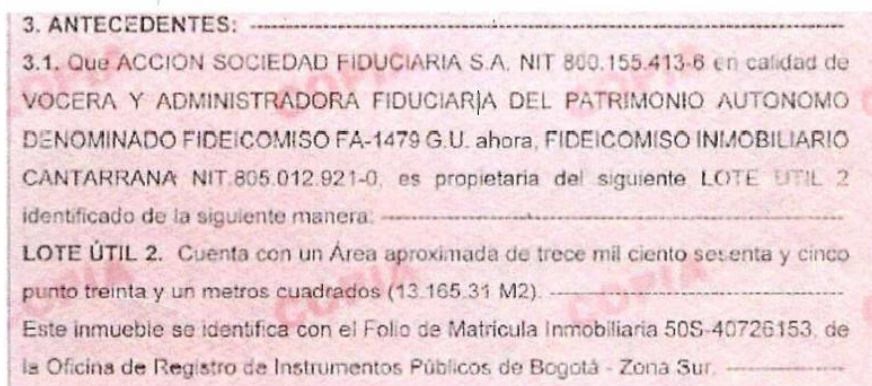 3. ANTECEDENTES: ---
3.1. Que ACCION SOCIEDAD FIDUCIARIA S.A. NIT 800.155.413-6 en calidad de
VOCERA Y ADMINISTRADORA FIDUCIARIA DEL PATRIMONIO AUTONOMO
DENOMINADO FIDEICOMISO FA-1479 G.U. ahora, FIDEICOMISO INMOBILIARIO
CANTARRANA NIT.805.012.921-0, es propietaria del siguiente LOTE UTIL 2
identificado de la siguiente manera: ---
LOTE ÚTIL 2. Cuenta con un Área aproximada de trece mil ciento sesenta y cinco
punto treinta y un metros cuadrados (13.165.31 M2). ---
Este inmueble se identifica con el Folio de Matricula Inmobiliaria 50S-40726153, de
la Oficina de Registro de Instrumentos Públicos de Bogotá - Zona Sur. ---
COPIA
COPIA
COPIA
COPIA